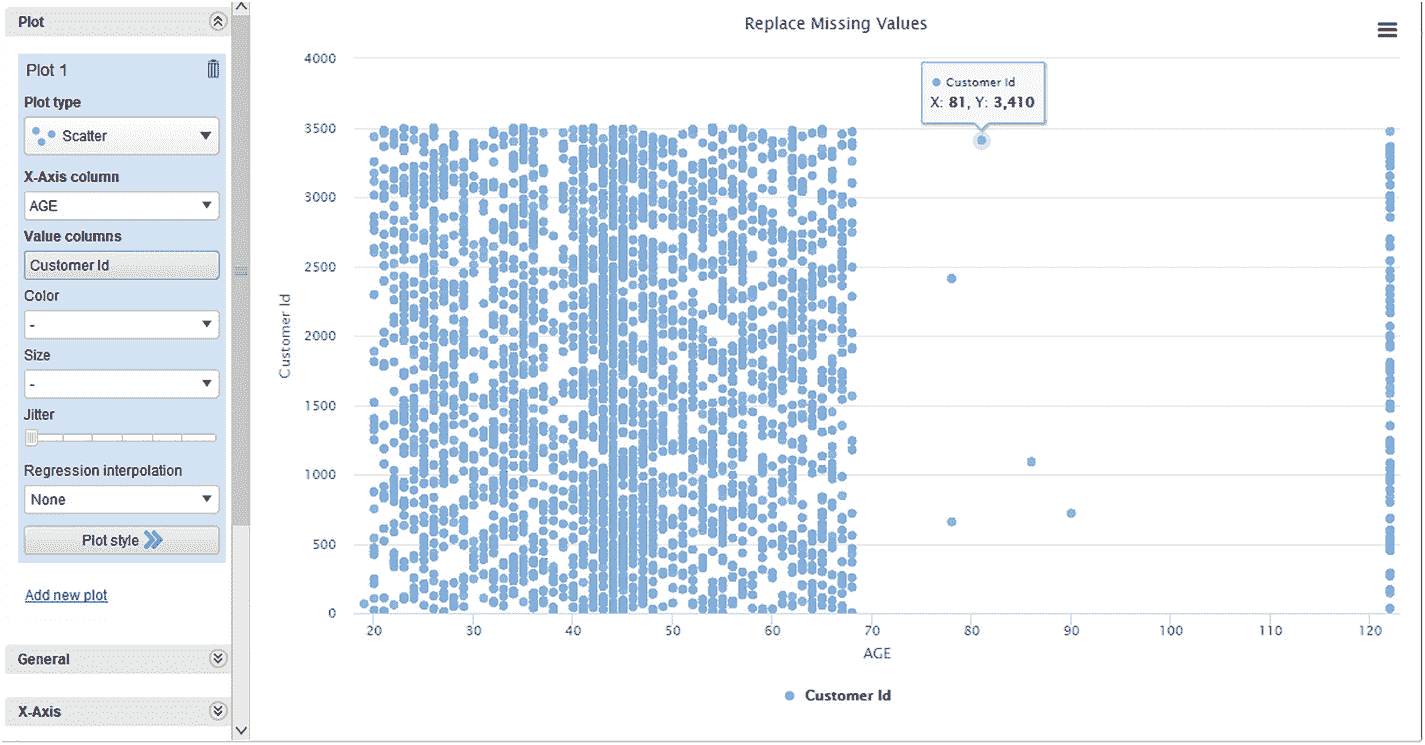 Plot
Plot 1
Plot type
Scatter
X-Axis column
AGE
Value columns
Customer Id
Color
-
Size
-
Jitter
Regression interpolation
None
Plot style
Add new plot
General
X-Axis
Replace Missing Values
Customer Id
X: 81, Y: 3,410
4000
3500
3000
2500
2000
1500
1000
500
0
Customer Id
20 30 40 50 60 70 80 90 100 110 120
AGE
Customer Id